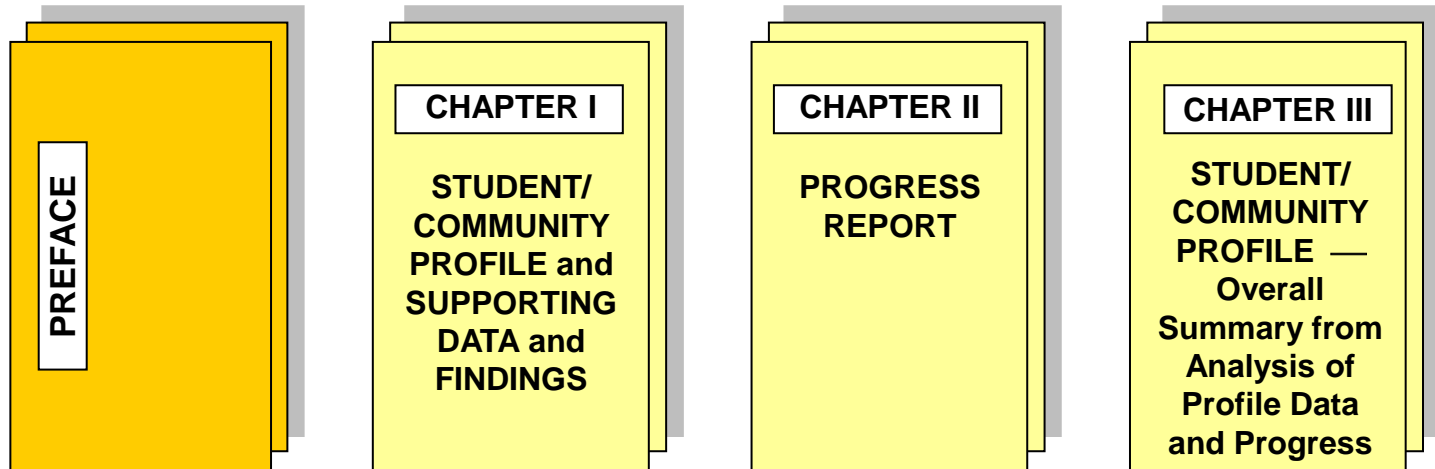 PREFACE
CHAPTER I
STUDENT/
COMMUNITY
PROFILE and
SUPPORTING
DATA and
FINDINGS
CHAPTER II
PROGRESS
REPORT
CHAPTER III
STUDENT/
COMMUNITY
PROFILE —
Overall
Summary from
Analysis of
Profile Data
and Progress